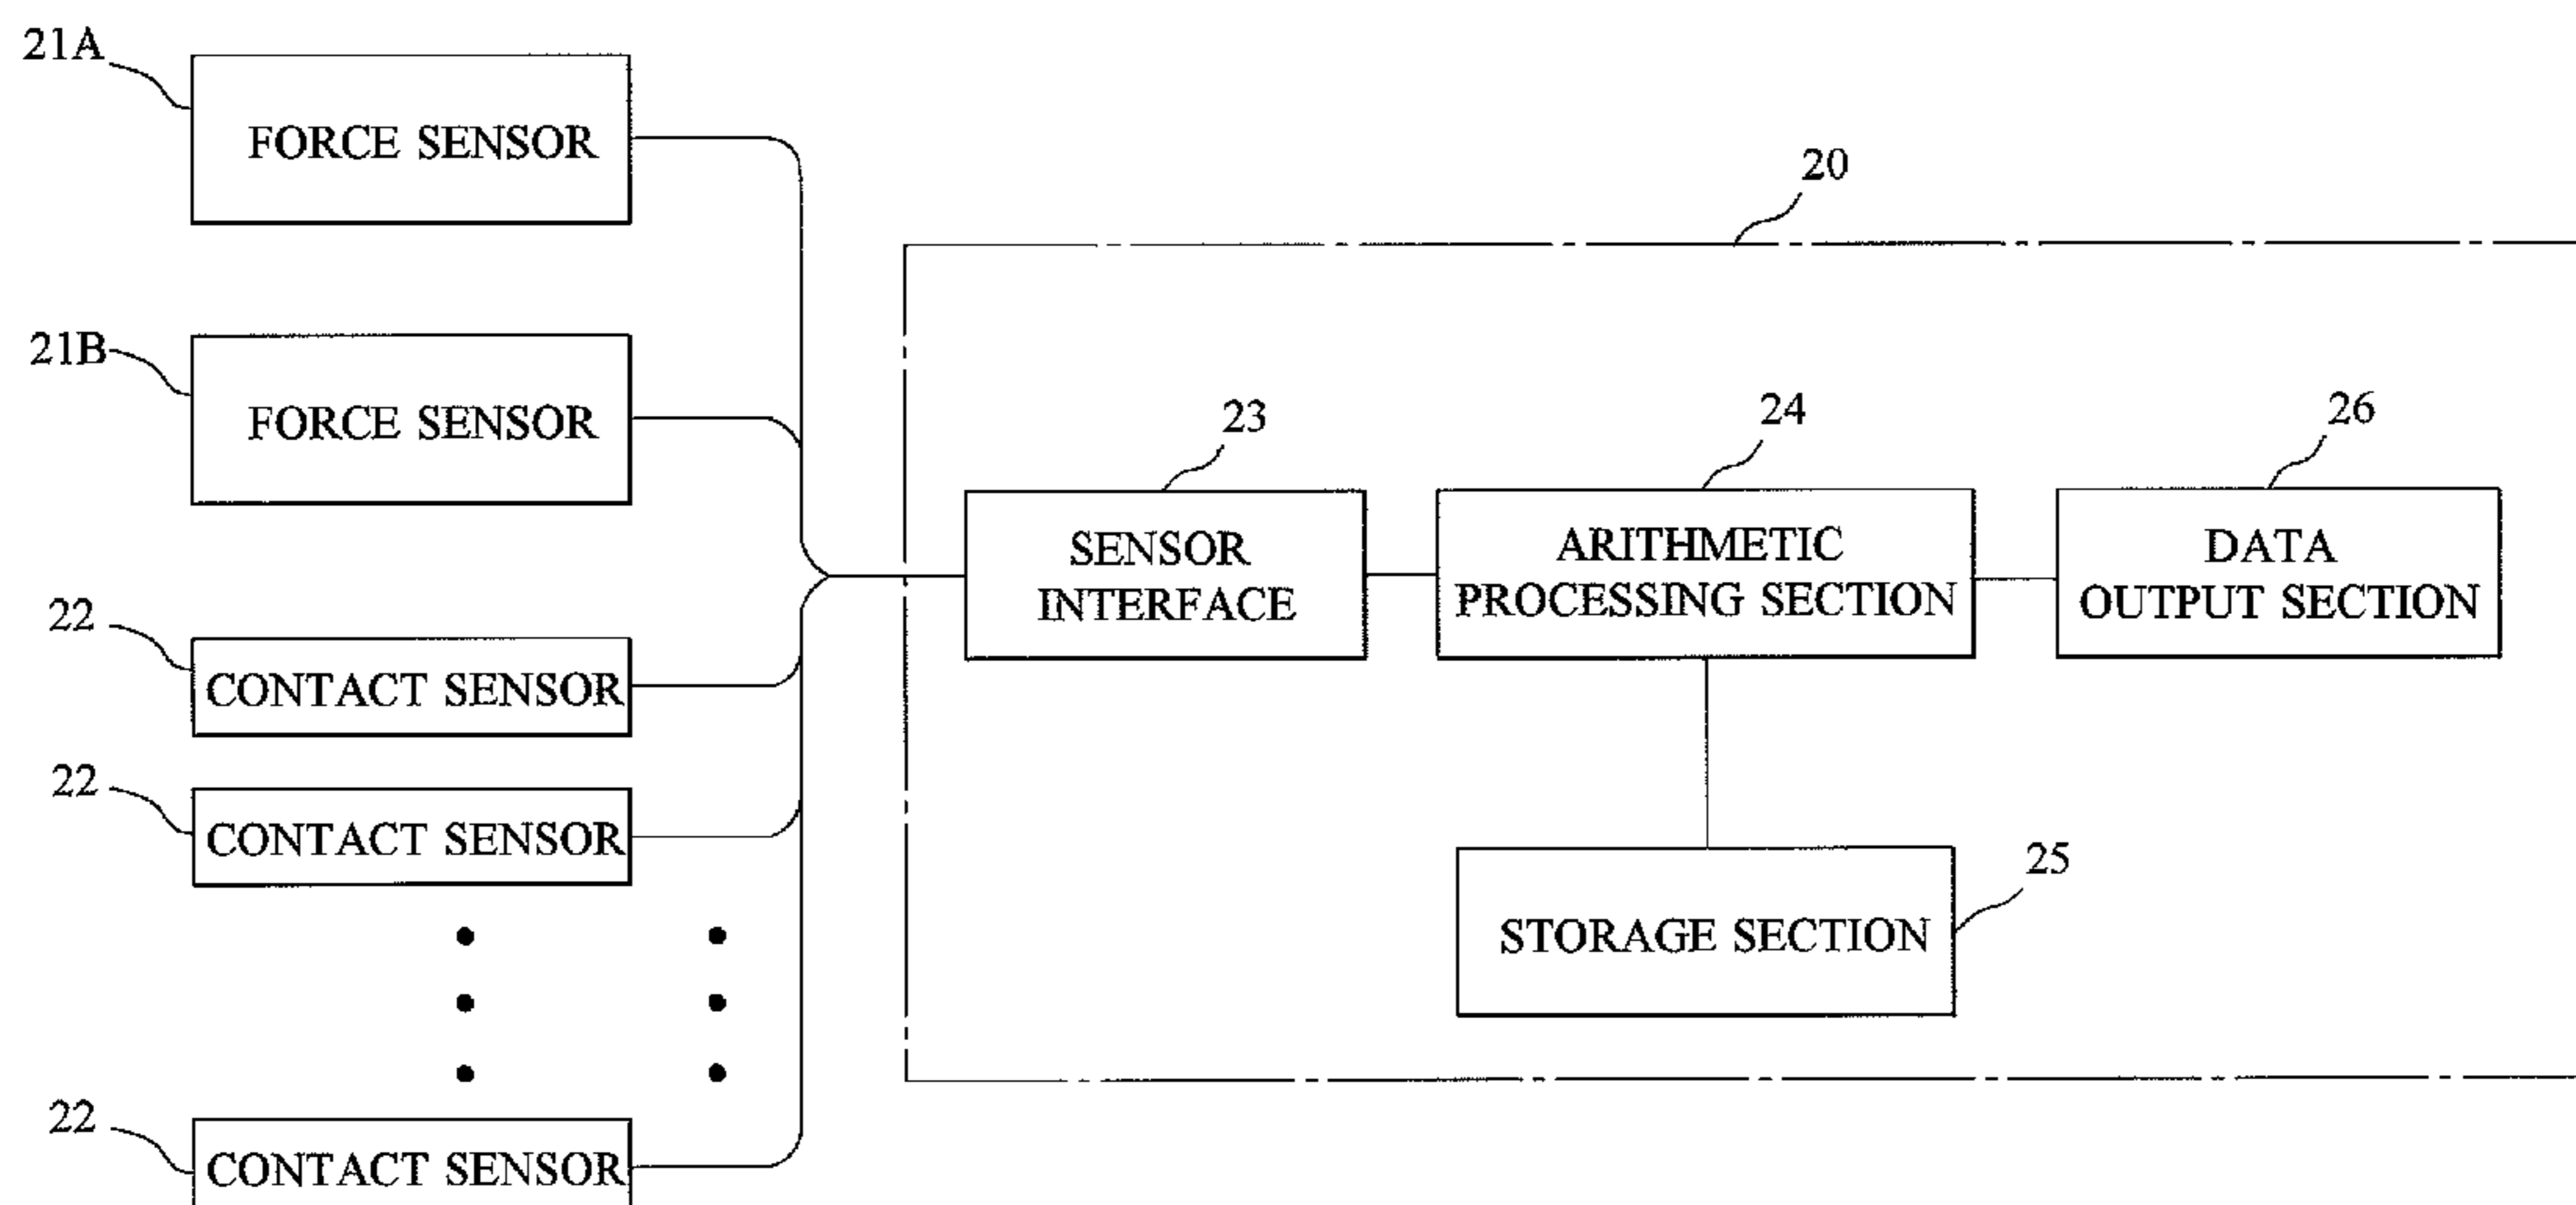 21A
FORCE SENSOR
20
21B
FORCE SENSOR
23
24
26
SENSOR
INTERFACE
ARITHMETIC
PROCESSING SECTION
DATA
OUTPUT SECTION
22
CONTACT SENSOR
22
CONTACT SENSOR
25
STORAGE SECTION
22
CONTACT SENSOR